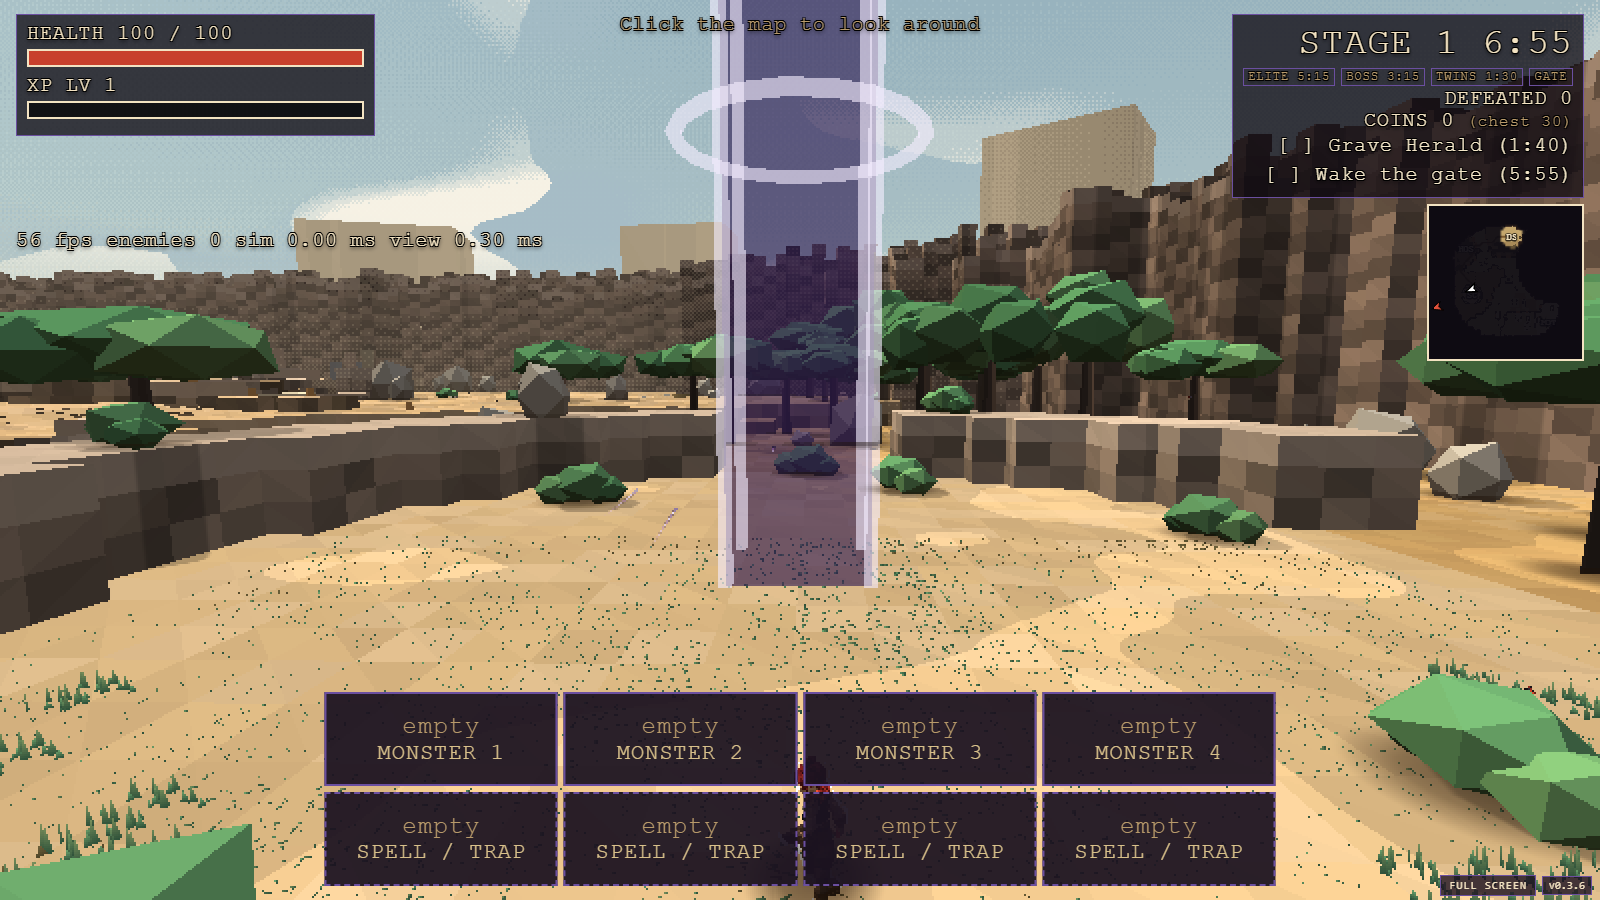 HEALTH 100 / 100
XP LV 1
Click the map to look around
STAGE 1 6:55
ELITE 5:15 BOSS 3:15 TWINS 1:30 GATE
DEFEATED 0
COINS 0 (chest 30)
[ ] Grave Herald (1:40)
[ ] Wake the gate (5:55)
DS
56 fps enemies 0 sim 0.00 ms view 0.30 ms
empty empty empty empty
MONSTER 1 MONSTER 2 MONSTER 3 MONSTER 4
empty empty empty empty
SPELL / TRAP SPELL / TRAP SPELL / TRAP SPELL / TRAP
FULL SCREEN v0.3.6